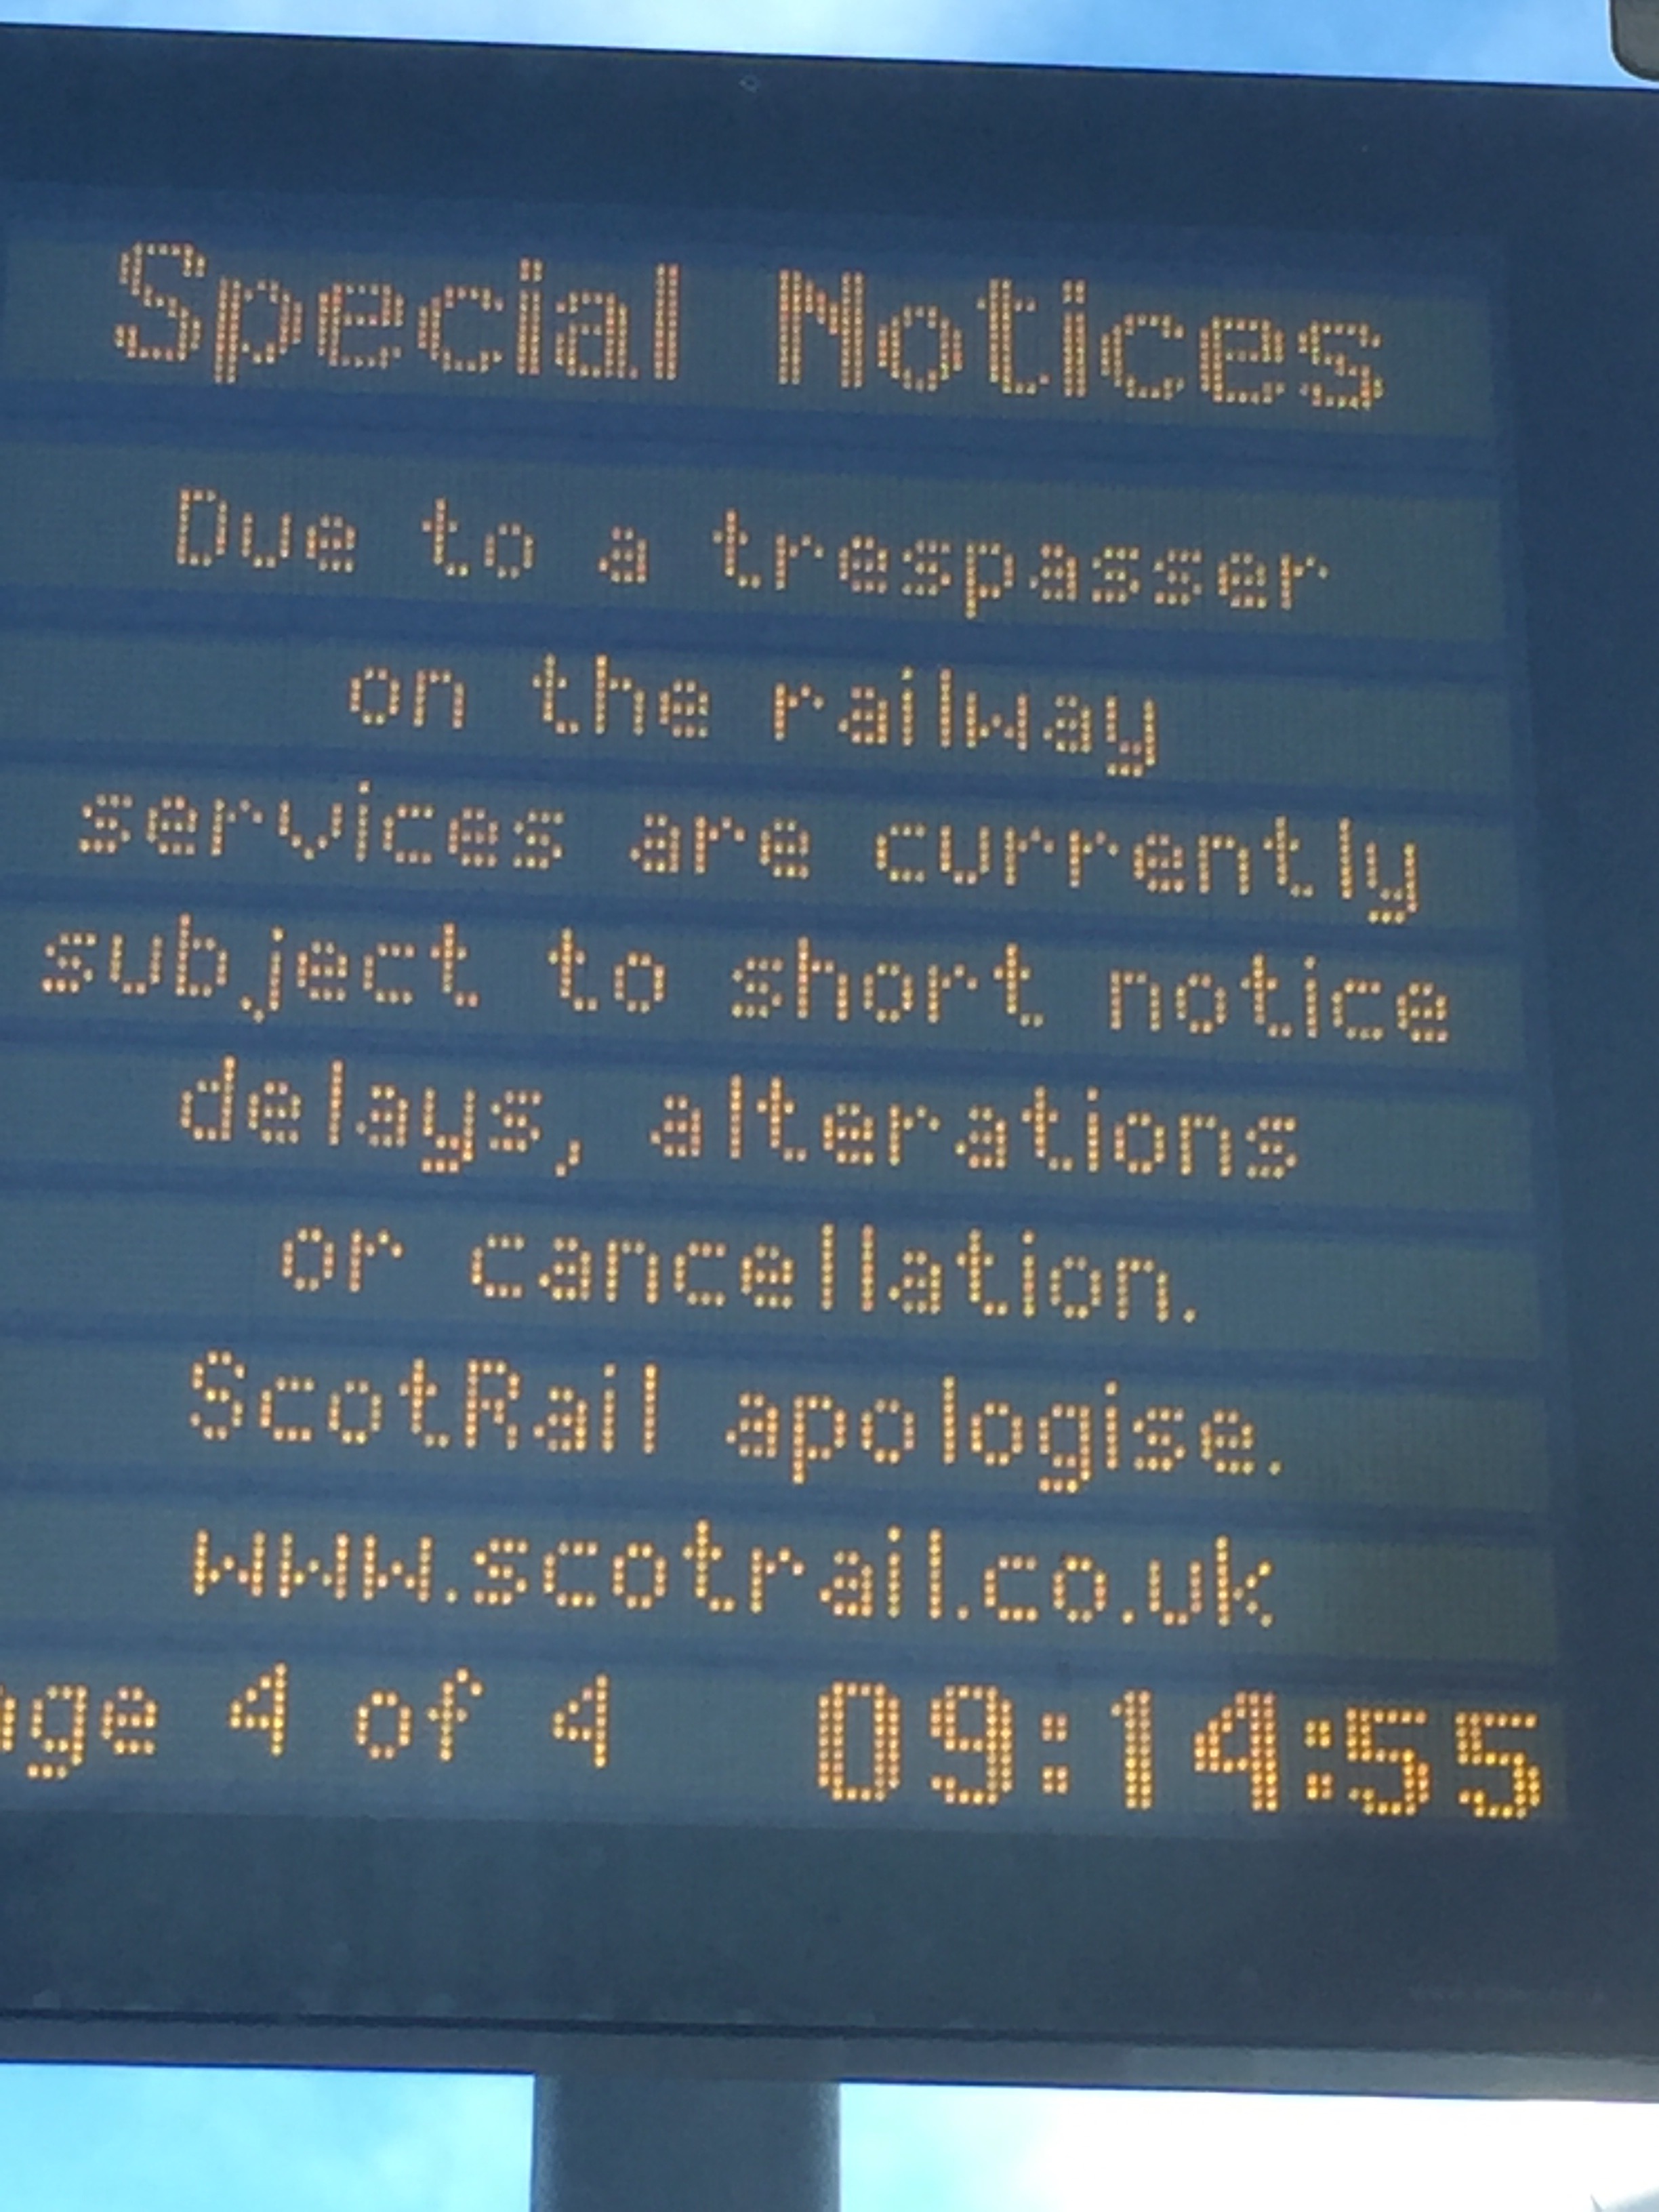 Special Notices
Due to a trespasser
on the railway
services are currently
subject to short notice
delays, alterations
or cancellation.
ScotRail apologise.
www.scotrail.co.uk
age 4 of 4 09:14:55